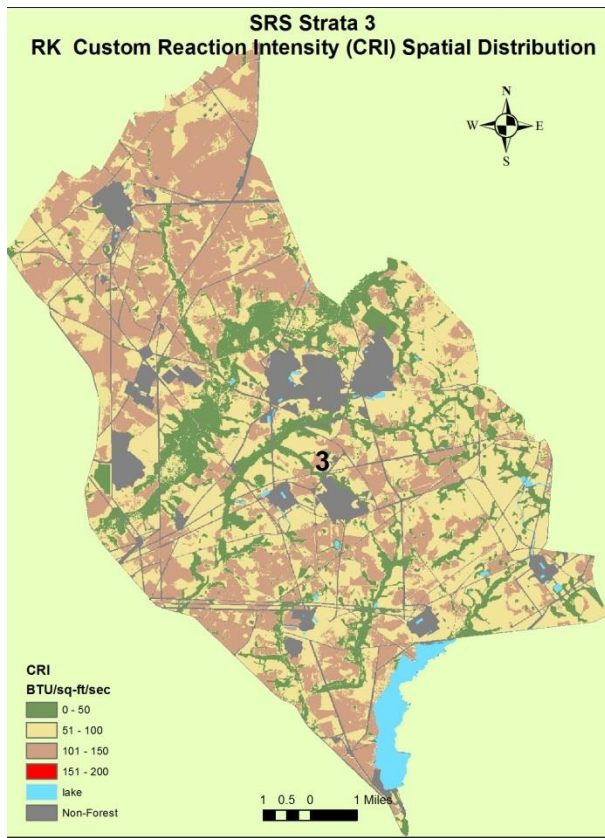 SRS Strata 3
RK Custom Reaction Intensity (CRI) Spatial Distribution
N
W E
S
3
CRI
BTU/sq-ft/sec
0 - 50
51 - 100
101 - 150
151 - 200
lake
Non-Forest
1 0.5 0 1 Miles